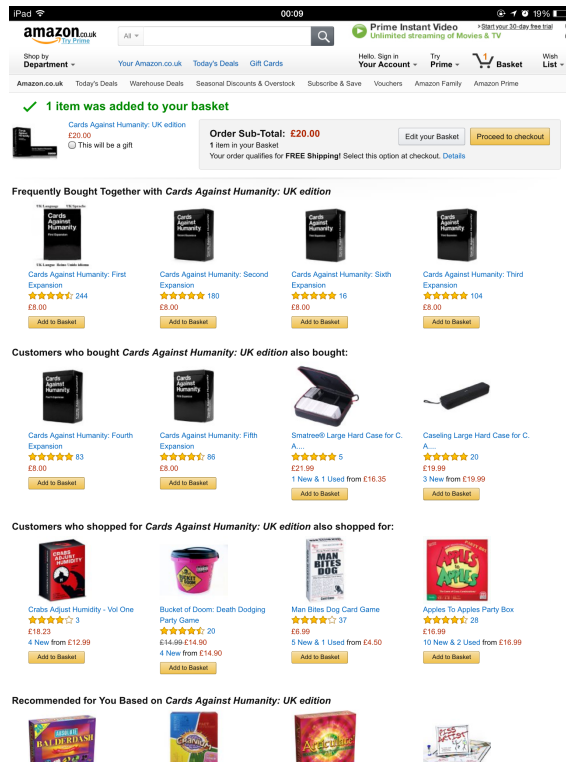 iPad
00:09
19%
amazon.co.uk
Try Prime
All
Prime Instant Video
Unlimited streaming of Movies & TV
Start your 30-day free trial
Shop by
Department
Your Amazon.co.uk
Today's Deals
Gift Cards
Hello. Sign in
Your Account
Try
Prime
1
Basket
Wish
List
Amazon.co.uk
Today's Deals
Warehouse Deals
Seasonal Discounts & Overstock
Subscribe & Save
Vouchers
Amazon Family
Amazon Prime
1 item was added to your basket
Cards Against Humanity: UK edition
£20.00
This will be a gift
Order Sub-Total: £20.00
1 item in your Basket
Your order qualifies for FREE Shipping! Select this option at checkout. Details
Edit your Basket
Proceed to checkout
Frequently Bought Together with Cards Against Humanity: UK edition
Cards Against Humanity
Cards Against Humanity
Cards Against Humanity
Cards Against Humanity
Cards Against Humanity: First
Expansion
244
£8.00
Add to Basket
Cards Against Humanity: Second
Expansion
180
£8.00
Add to Basket
Cards Against Humanity: Sixth
Expansion
16
£8.00
Add to Basket
Cards Against Humanity: Third
Expansion
104
£8.00
Add to Basket
Customers who bought Cards Against Humanity: UK edition also bought:
Cards Against Humanity
Cards Against Humanity
Cards Against Humanity: Fourth
Expansion
83
£8.00
Add to Basket
Cards Against Humanity: Fifth
Expansion
86
£8.00
Add to Basket
Smatree® Large Hard Case for C.
A....
5
£21.99
1 New & 1 Used from £16.35
Add to Basket
Caseling Large Hard Case for C.
A....
20
£19.99
3 New from £19.99
Add to Basket
Customers who shopped for Cards Against Humanity: UK edition also shopped for:
CRABS
ADJUST
HUMIDITY
BUCKET
OF DOOM
MAN
BITES
DOG
APPLES
to
APPLES
Crabs Adjust Humidity - Vol One
3
£18.23
4 New from £12.99
Add to Basket
Bucket of Doom: Death Dodging
Party Game
20
£14.99 £14.90
4 New from £14.90
Add to Basket
Man Bites Dog Card Game
37
£6.99
5 New & 1 Used from £4.50
Add to Basket
Apples To Apples Party Box
28
£16.99
10 New & 2 Used from £16.99
Add to Basket
Recommended for You Based on Cards Against Humanity: UK edition
ABSOLUTE
BALDERDASH
CRANIUM
Articulate!